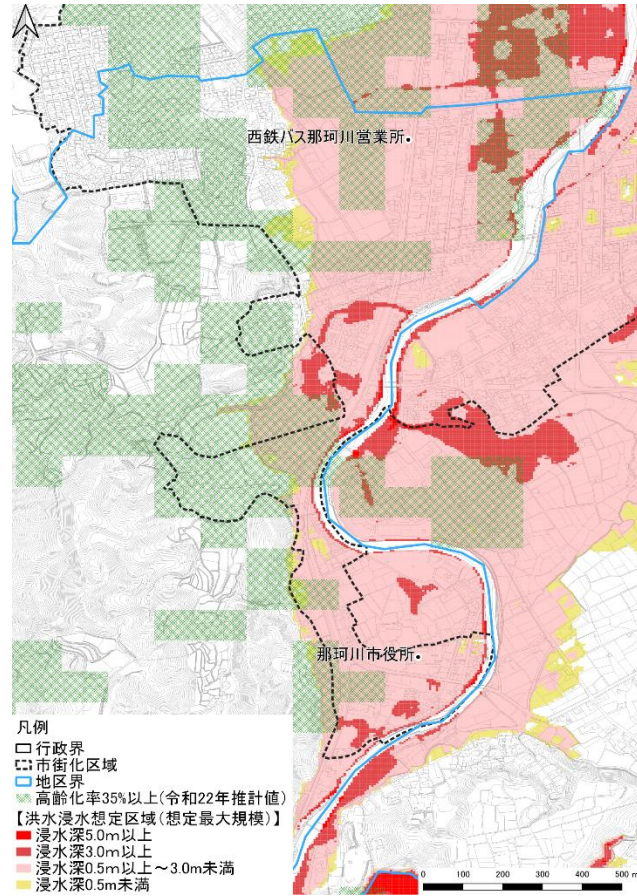 西鉄バス那珂川営業所
那珂川市役所
凡例
行政界
市街化区域
地区界
高齢化率35%以上(令和22年推計値)
【洪水浸水想定区域(想定最大規模)】
浸水深5.0m以上
浸水深3.0m以上
浸水深0.5m以上~3.0m未満
浸水深0.5m未満
0 100 200 300 400 500 m